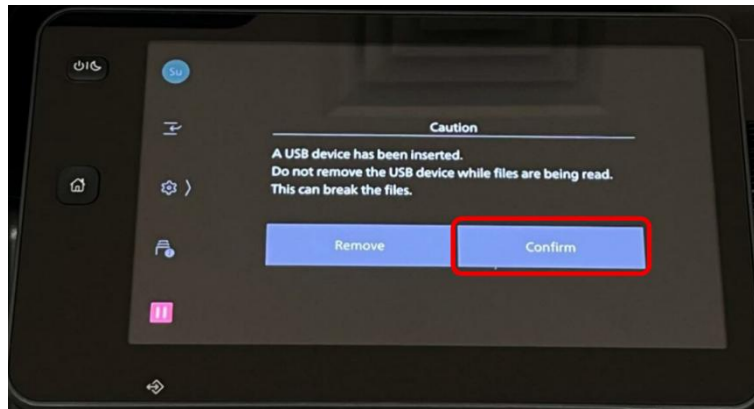 Su
Caution
A USB device has been inserted.
Do not remove the USB device while files are being read.
This can break the files.
Remove
Confirm